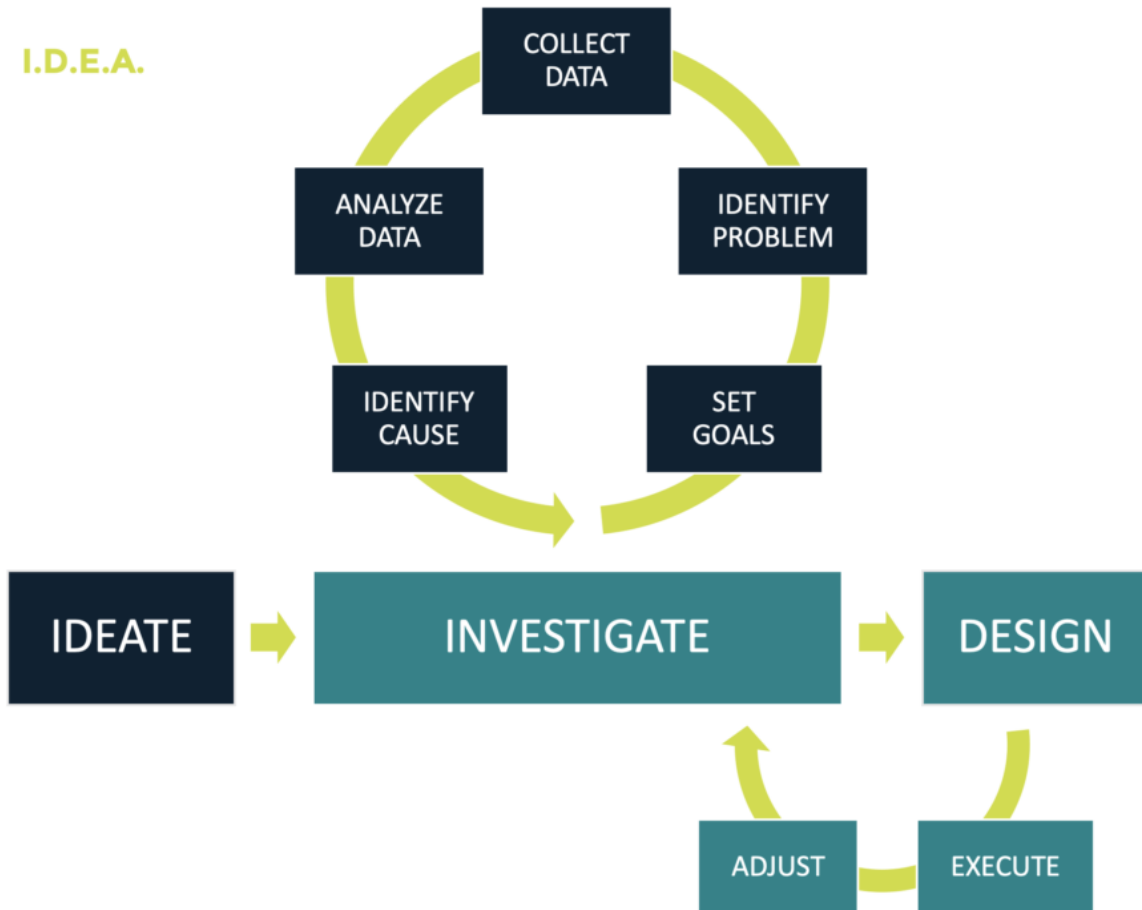 I.D.E.A.
COLLECT
DATA
ANALYZE
DATA
IDENTIFY
PROBLEM
IDENTIFY
CAUSE
SET
GOALS
IDEATE
INVESTIGATE
DESIGN
ADJUST
EXECUTE